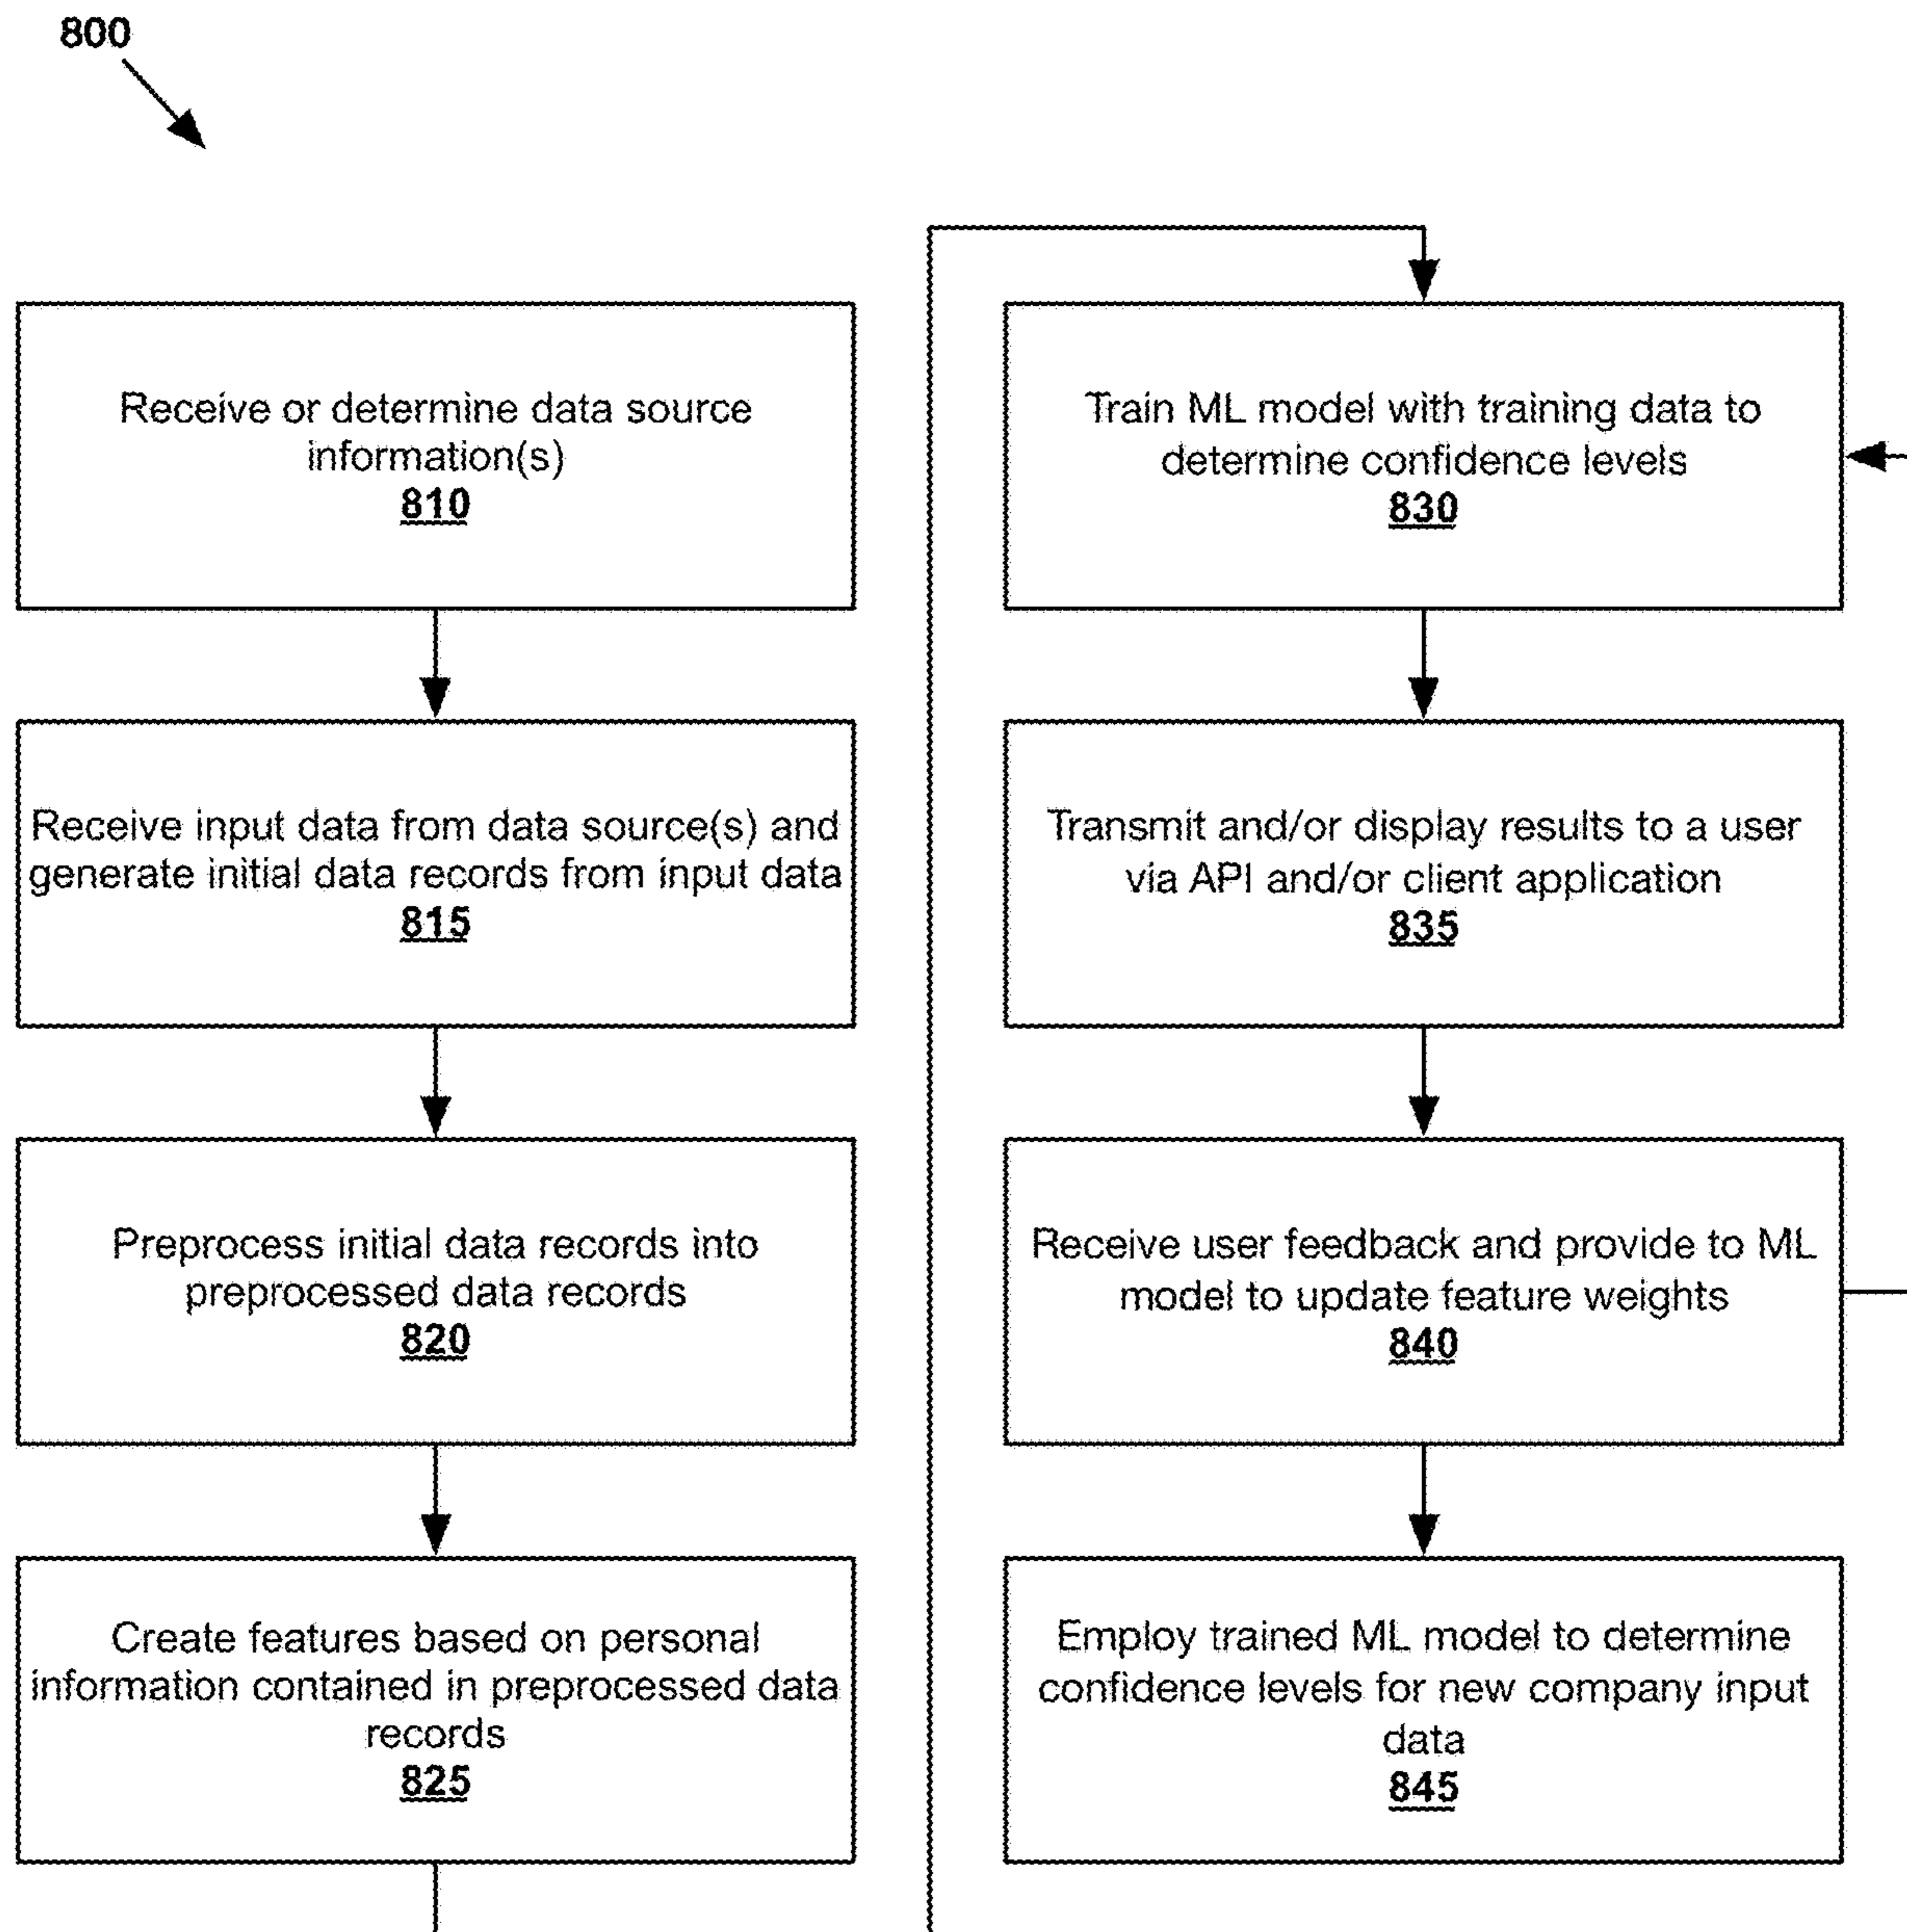 800
Receive or determine data source
information(s)
810
Receive input data from data source(s) and
generate initial data records from input data
815
Preprocess initial data records into
preprocessed data records
820
Create features based on personal
information contained in preprocessed data
records
825
Train ML model with training data to
determine confidence levels
830
Transmit and/or display results to a user
via API and/or client application
835
Receive user feedback and provide to ML
model to update feature weights
840
Employ trained ML model to determine
confidence levels for new company input
data
845